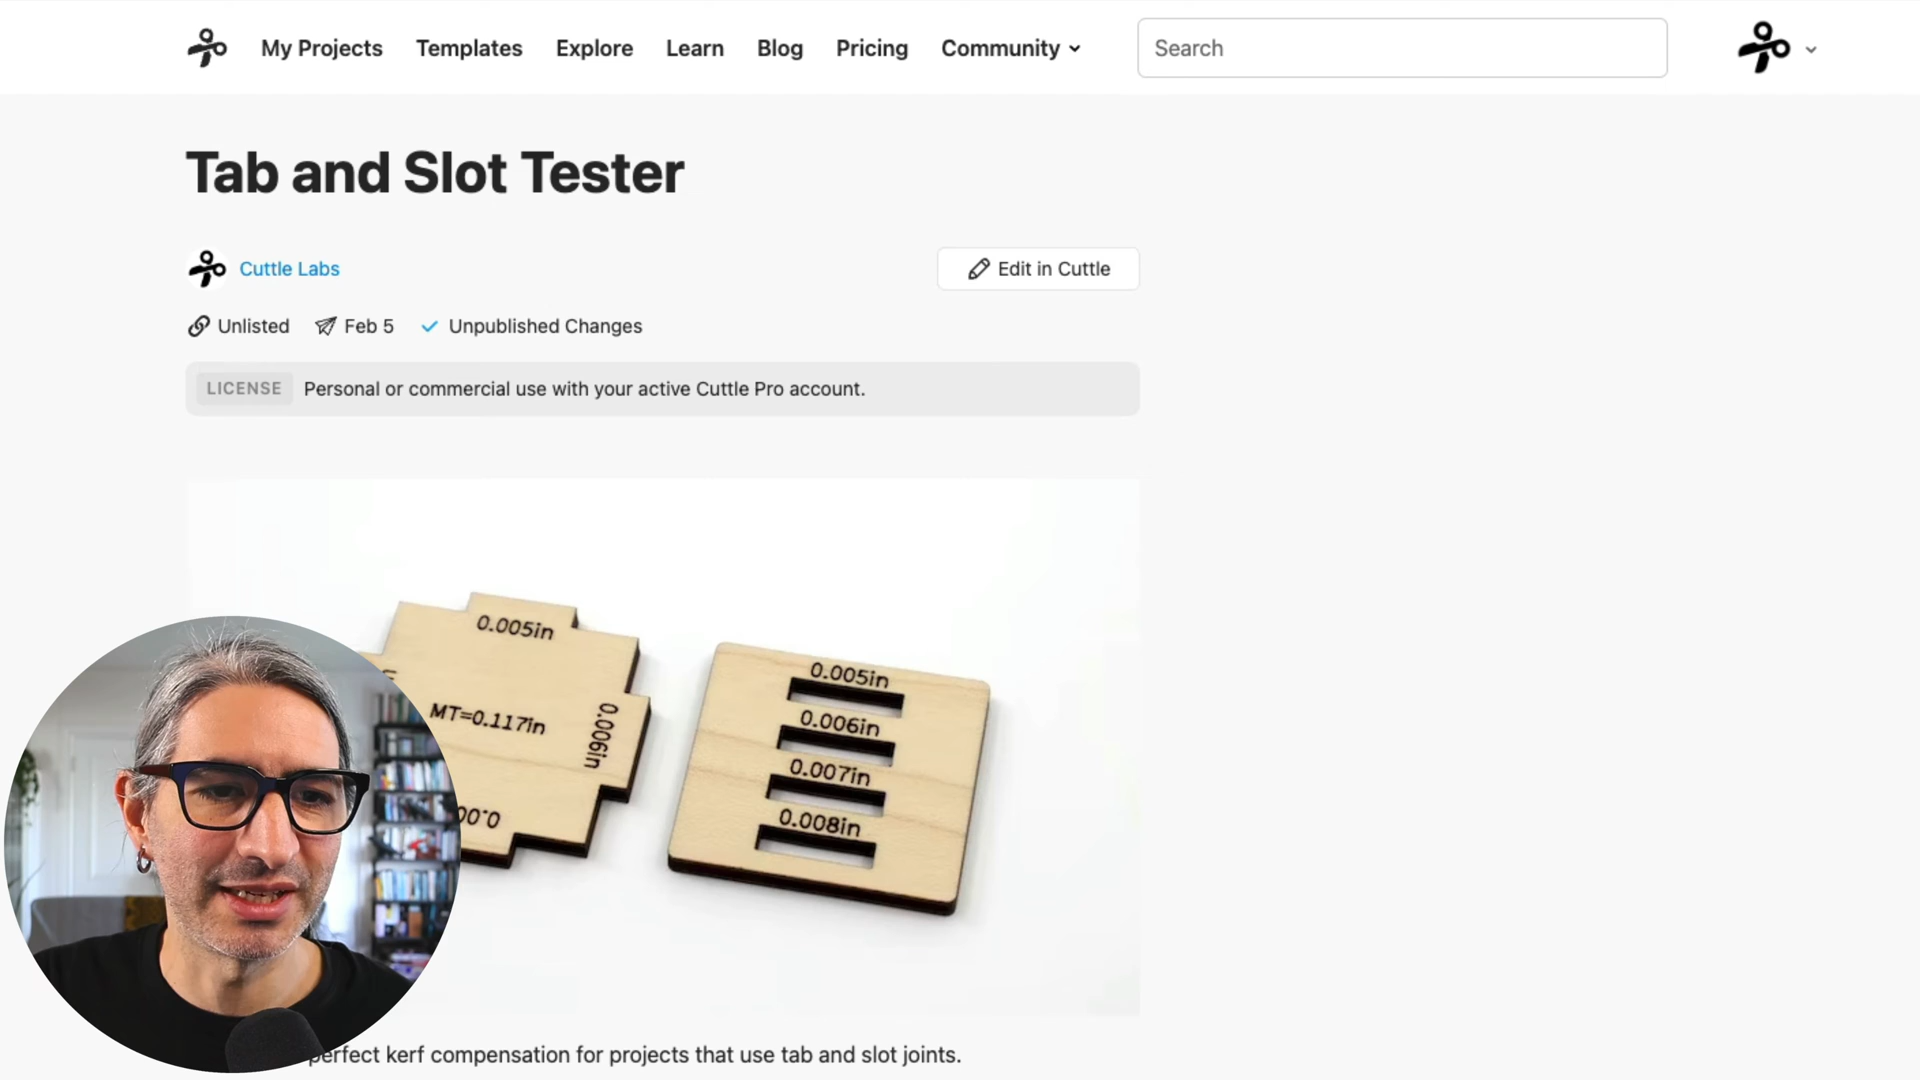 My Projects Templates Explore Learn Blog Pricing Community Search
Tab and Slot Tester
Cuttle Labs
Edit in Cuttle
Unlisted Feb 5 Unpublished Changes
LICENSE Personal or commercial use with your active Cuttle Pro account.
0.005in
MT=0.117in
0.006in
0.005in
0.006in
0.007in
0.008in
perfect kerf compensation for projects that use tab and slot joints.